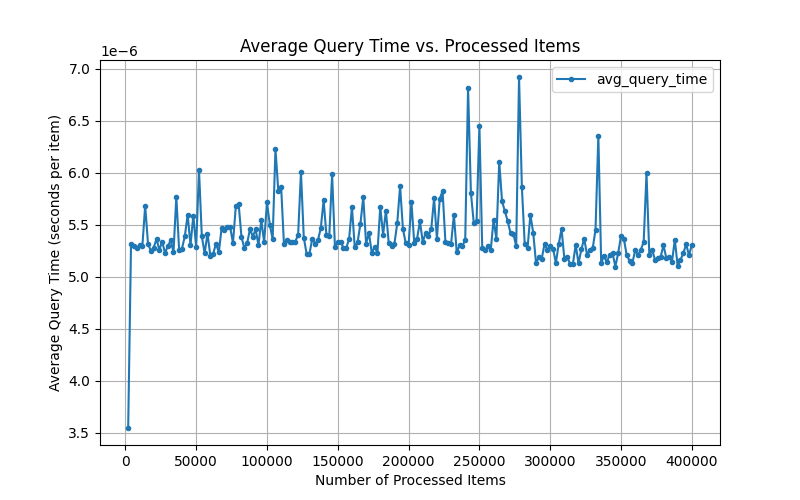 Average Query Time vs. Processed Items
1e−6
avg_query_time
7.0
6.5
6.0
5.5
5.0
4.5
4.0
3.5
Average Query Time (seconds per item)
0 50000 100000 150000 200000 250000 300000 350000 400000
Number of Processed Items